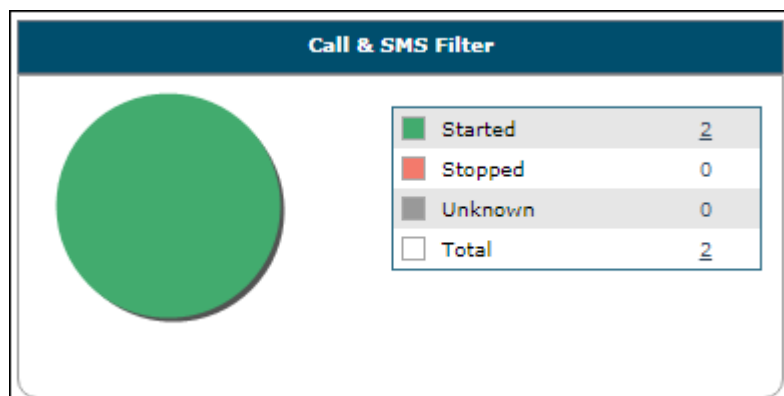 Call & SMS Filter
Started 2
Stopped 0
Unknown 0
Total 2